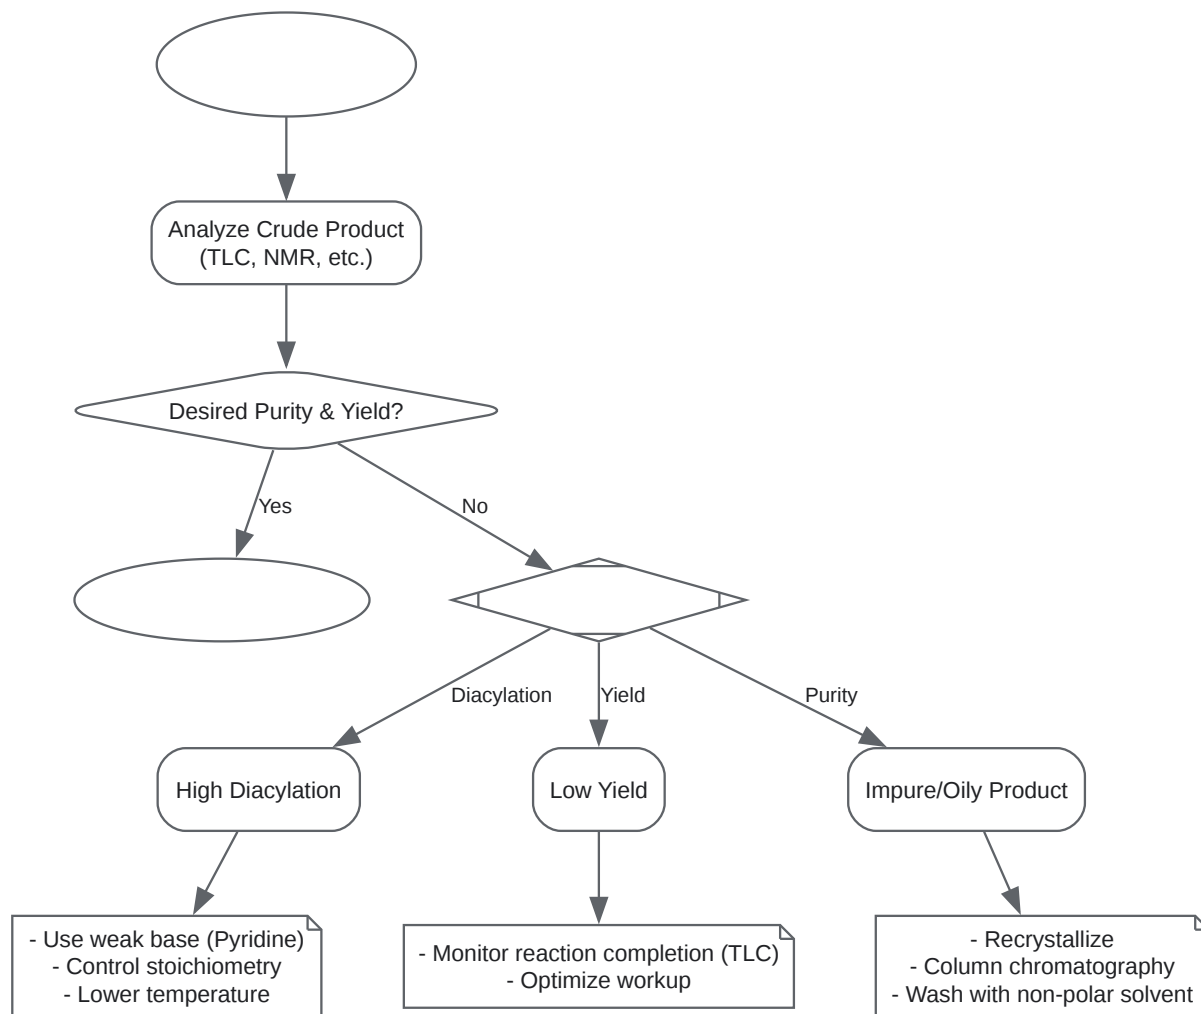 Analyze Crude Product
(TLC, NMR, etc.)
Desired Purity & Yield?
Yes
No
Diacylation
Yield
Purity
High Diacylation
Low Yield
Impure/Oily Product
- Use weak base (Pyridine)
- Control stoichiometry
- Lower temperature
- Monitor reaction completion (TLC)
- Optimize workup
- Recrystallize
- Column chromatography
- Wash with non-polar solvent